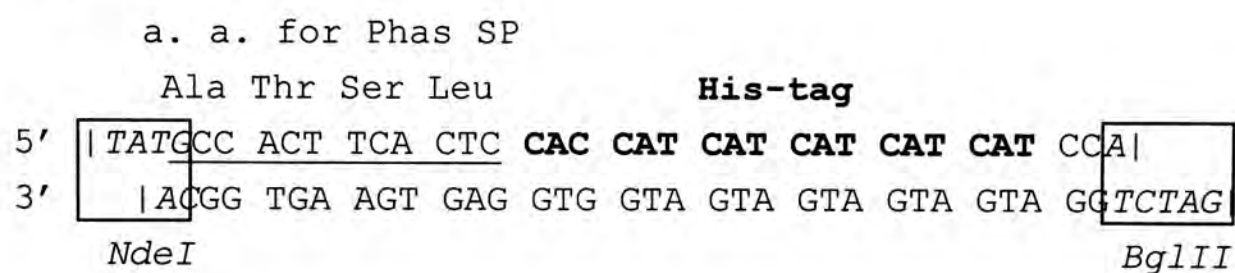 a. a. for Phas SP
Ala Thr Ser Leu His-tag
5' |TATGCC ACT TCA CTC CAC CAT CAT CAT CAT CAT CCA|
3' |ACGG TGA AGT GAG GTG GTA GTA GTA GTA GTA GGTCTAG|
NdeI BglII